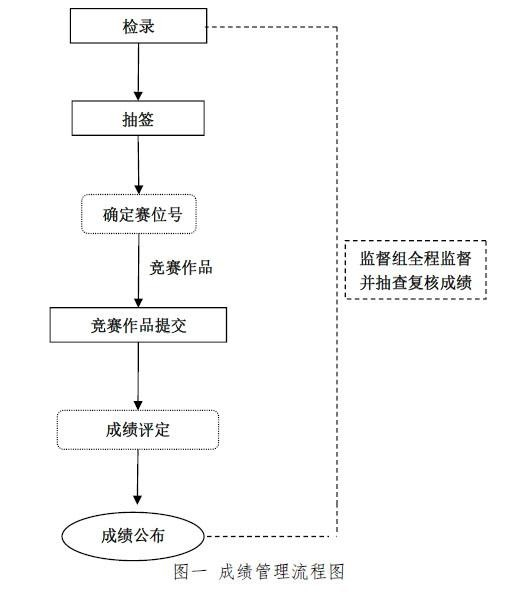 检录
抽签
确定赛位号
竞赛作品
监督组全程监督
并抽查复核成绩
竞赛作品提交
成绩评定
成绩公布
图一 成绩管理流程图